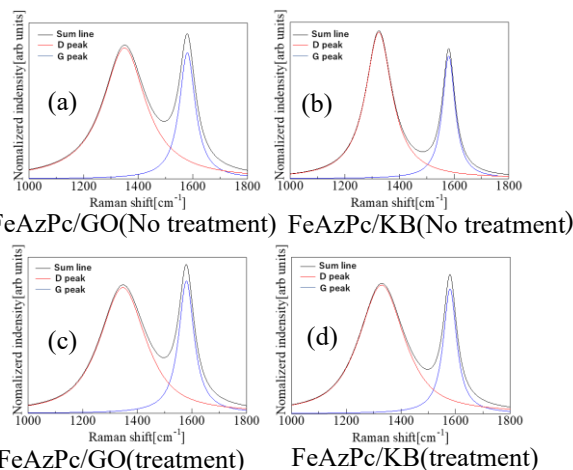 Nomalizerd indensity[arb units]
Sum line
D peak
G peak
(a)
1000 1200 1400 1600 1800
Raman shift[cm-1]
FeAzPc/GO(No treatment)
Nomalizerd indensity[arb units]
Sum line
D peak
G peak
(b)
1000 1200 1400 1600 1800
Raman shift[cm-1]
FeAzPc/KB(No treatment)
Nomalizerd indensity[arb units]
Sum line
D peak
G peak
(c)
1000 1200 1400 1600 1800
Raman shift[cm-1]
FeAzPc/GO(treatment)
Nomalizerd indensity[arb units]
Sum line
D peak
G peak
(d)
1000 1200 1400 1600 1800
Raman shift[cm-1]
FeAzPc/KB(treatment)